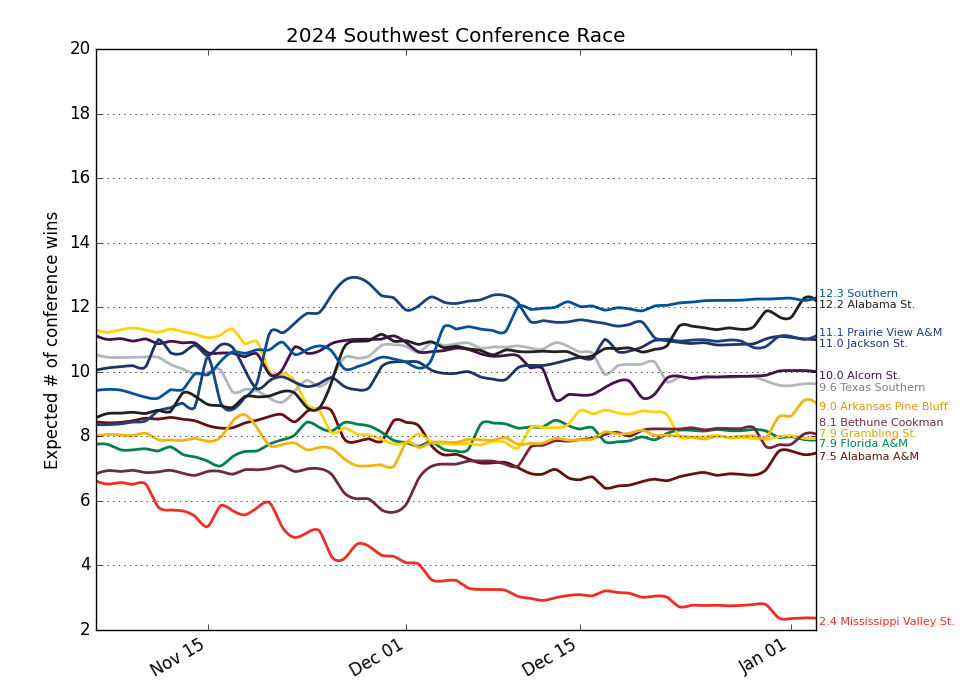 2024 Southwest Conference Race
Expected # of conference wins
20
18
16
14
12
10
8
6
4
2
Nov 15
Dec 01
Dec 15
Jan 01
12.3 Southern
12.2 Alabama St.
11.1 Prairie View A&M
11.0 Jackson St.
10.0 Alcorn St.
9.6 Texas Southern
9.0 Arkansas Pine Bluff
8.1 Bethune Cookman
7.9 Grambling St.
7.9 Florida A&M
7.5 Alabama A&M
2.4 Mississippi Valley St.